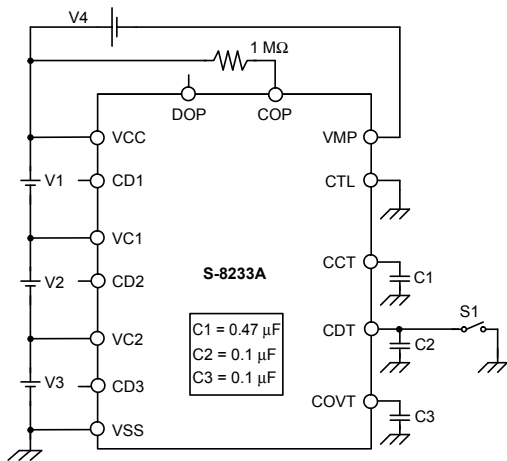 V4
1 MΩ
DOP
COP
VCC
VMP
V1
CD1
CTL
VC1
S-8233A
CCT
C1
V2
CD2
C1 = 0.47 μF
C2 = 0.1 μF
C3 = 0.1 μF
CDT
S1
C2
VC2
V3
CD3
COVT
C3
VSS